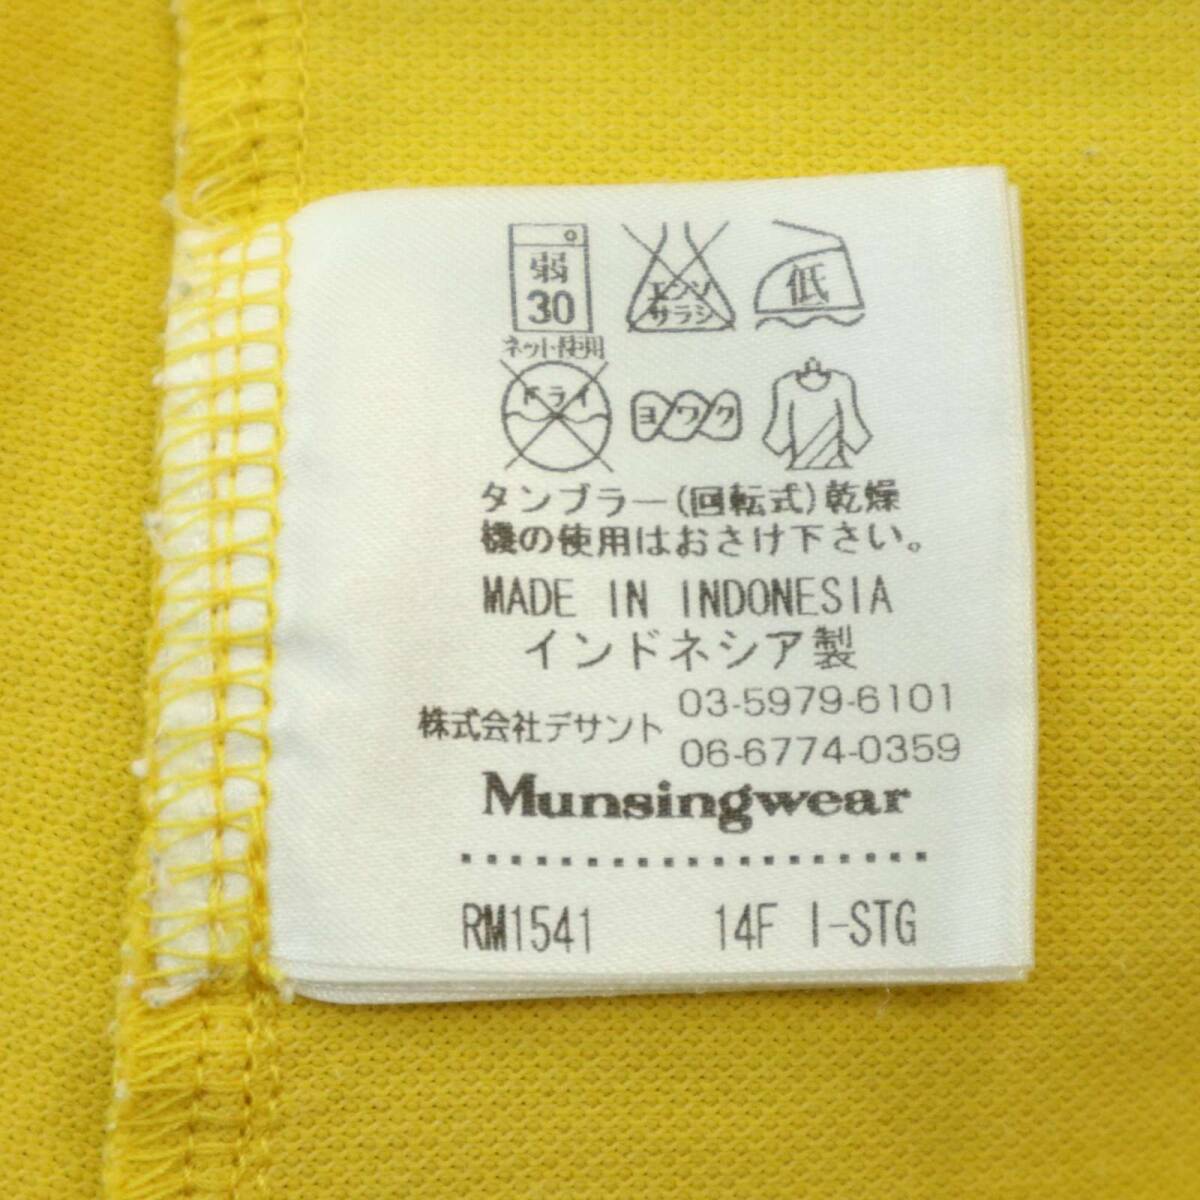 弱
30
ネット使用
エンソ
サラシ
低
ドライ
ヨワク
タンブラー(回転式)乾燥
機の使用はおさけ下さい。
MADE IN INDONESIA
インドネシア製
株式会社デサント
03-5979-6101
06-6774-0359
Munsingwear
RM1541 14F I-STG